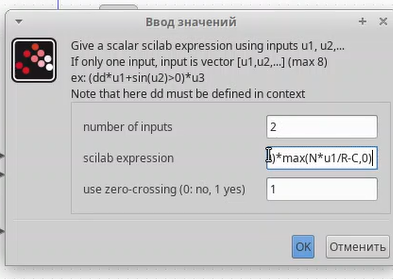 Ввод значений
Give a scalar scilab expression using inputs u1, u2,...
If only one input, input is vector [u1,u2,...] (max 8)
ex: (dd*u1+sin(u2)>0)*u3
Note that here dd must be defined in context
number of inputs 2
scilab expression )*max(N*u1/R-C,0)
use zero-crossing (0: no, 1 yes) 1
OK Отменить